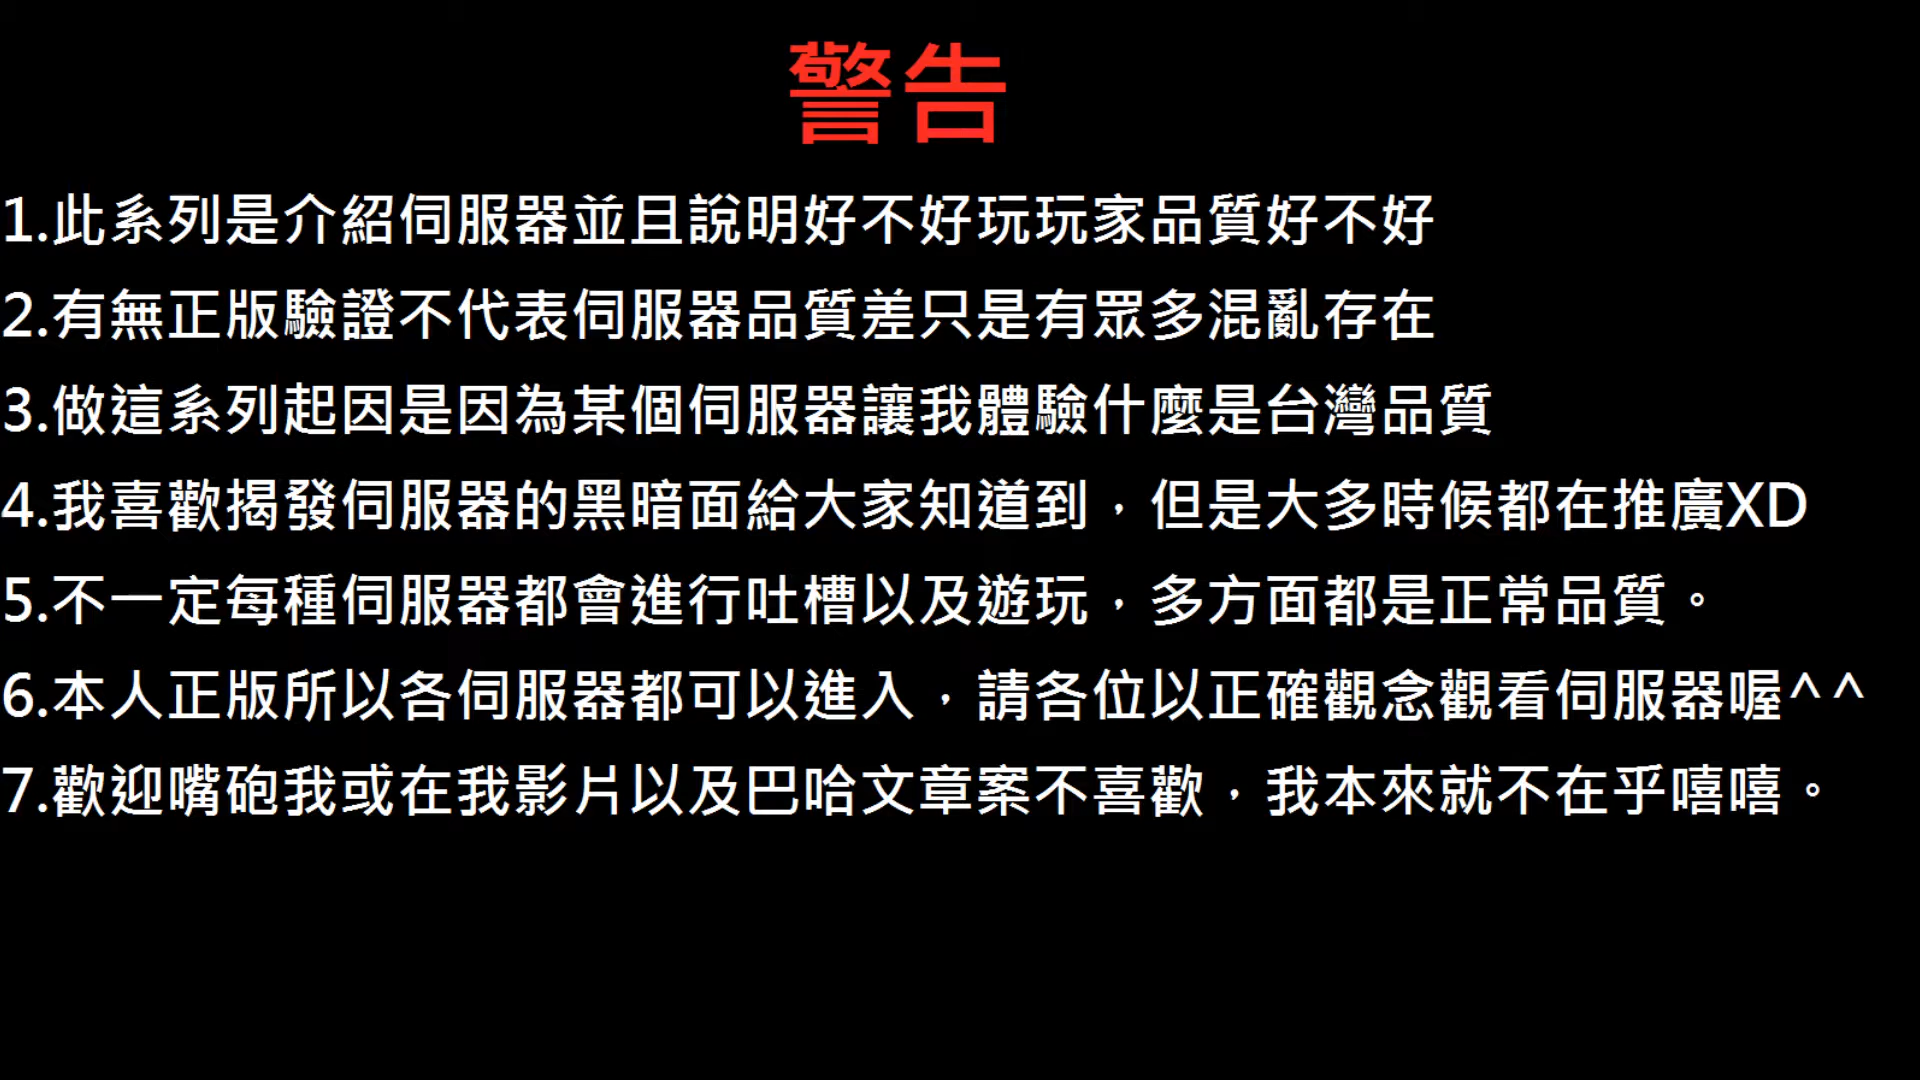 警告
1.此系列是介紹伺服器並且說明好不好玩玩家品質好不好
2.有無正版驗證不代表伺服器品質差只是有眾多混亂存在
3.做這系列起因是因為某個伺服器讓我體驗什麼是台灣品質
4.我喜歡揭發伺服器的黑暗面給大家知道到，但是大多時候都在推廣XD
5.不一定每種伺服器都會進行吐槽以及遊玩，多方面都是正常品質。
6.本人正版所以各伺服器都可以進入，請各位以正確觀念觀看伺服器喔^^
7.歡迎嘴砲我或在我影片以及巴哈文章案不喜歡，我本來就不在乎嘻嘻。